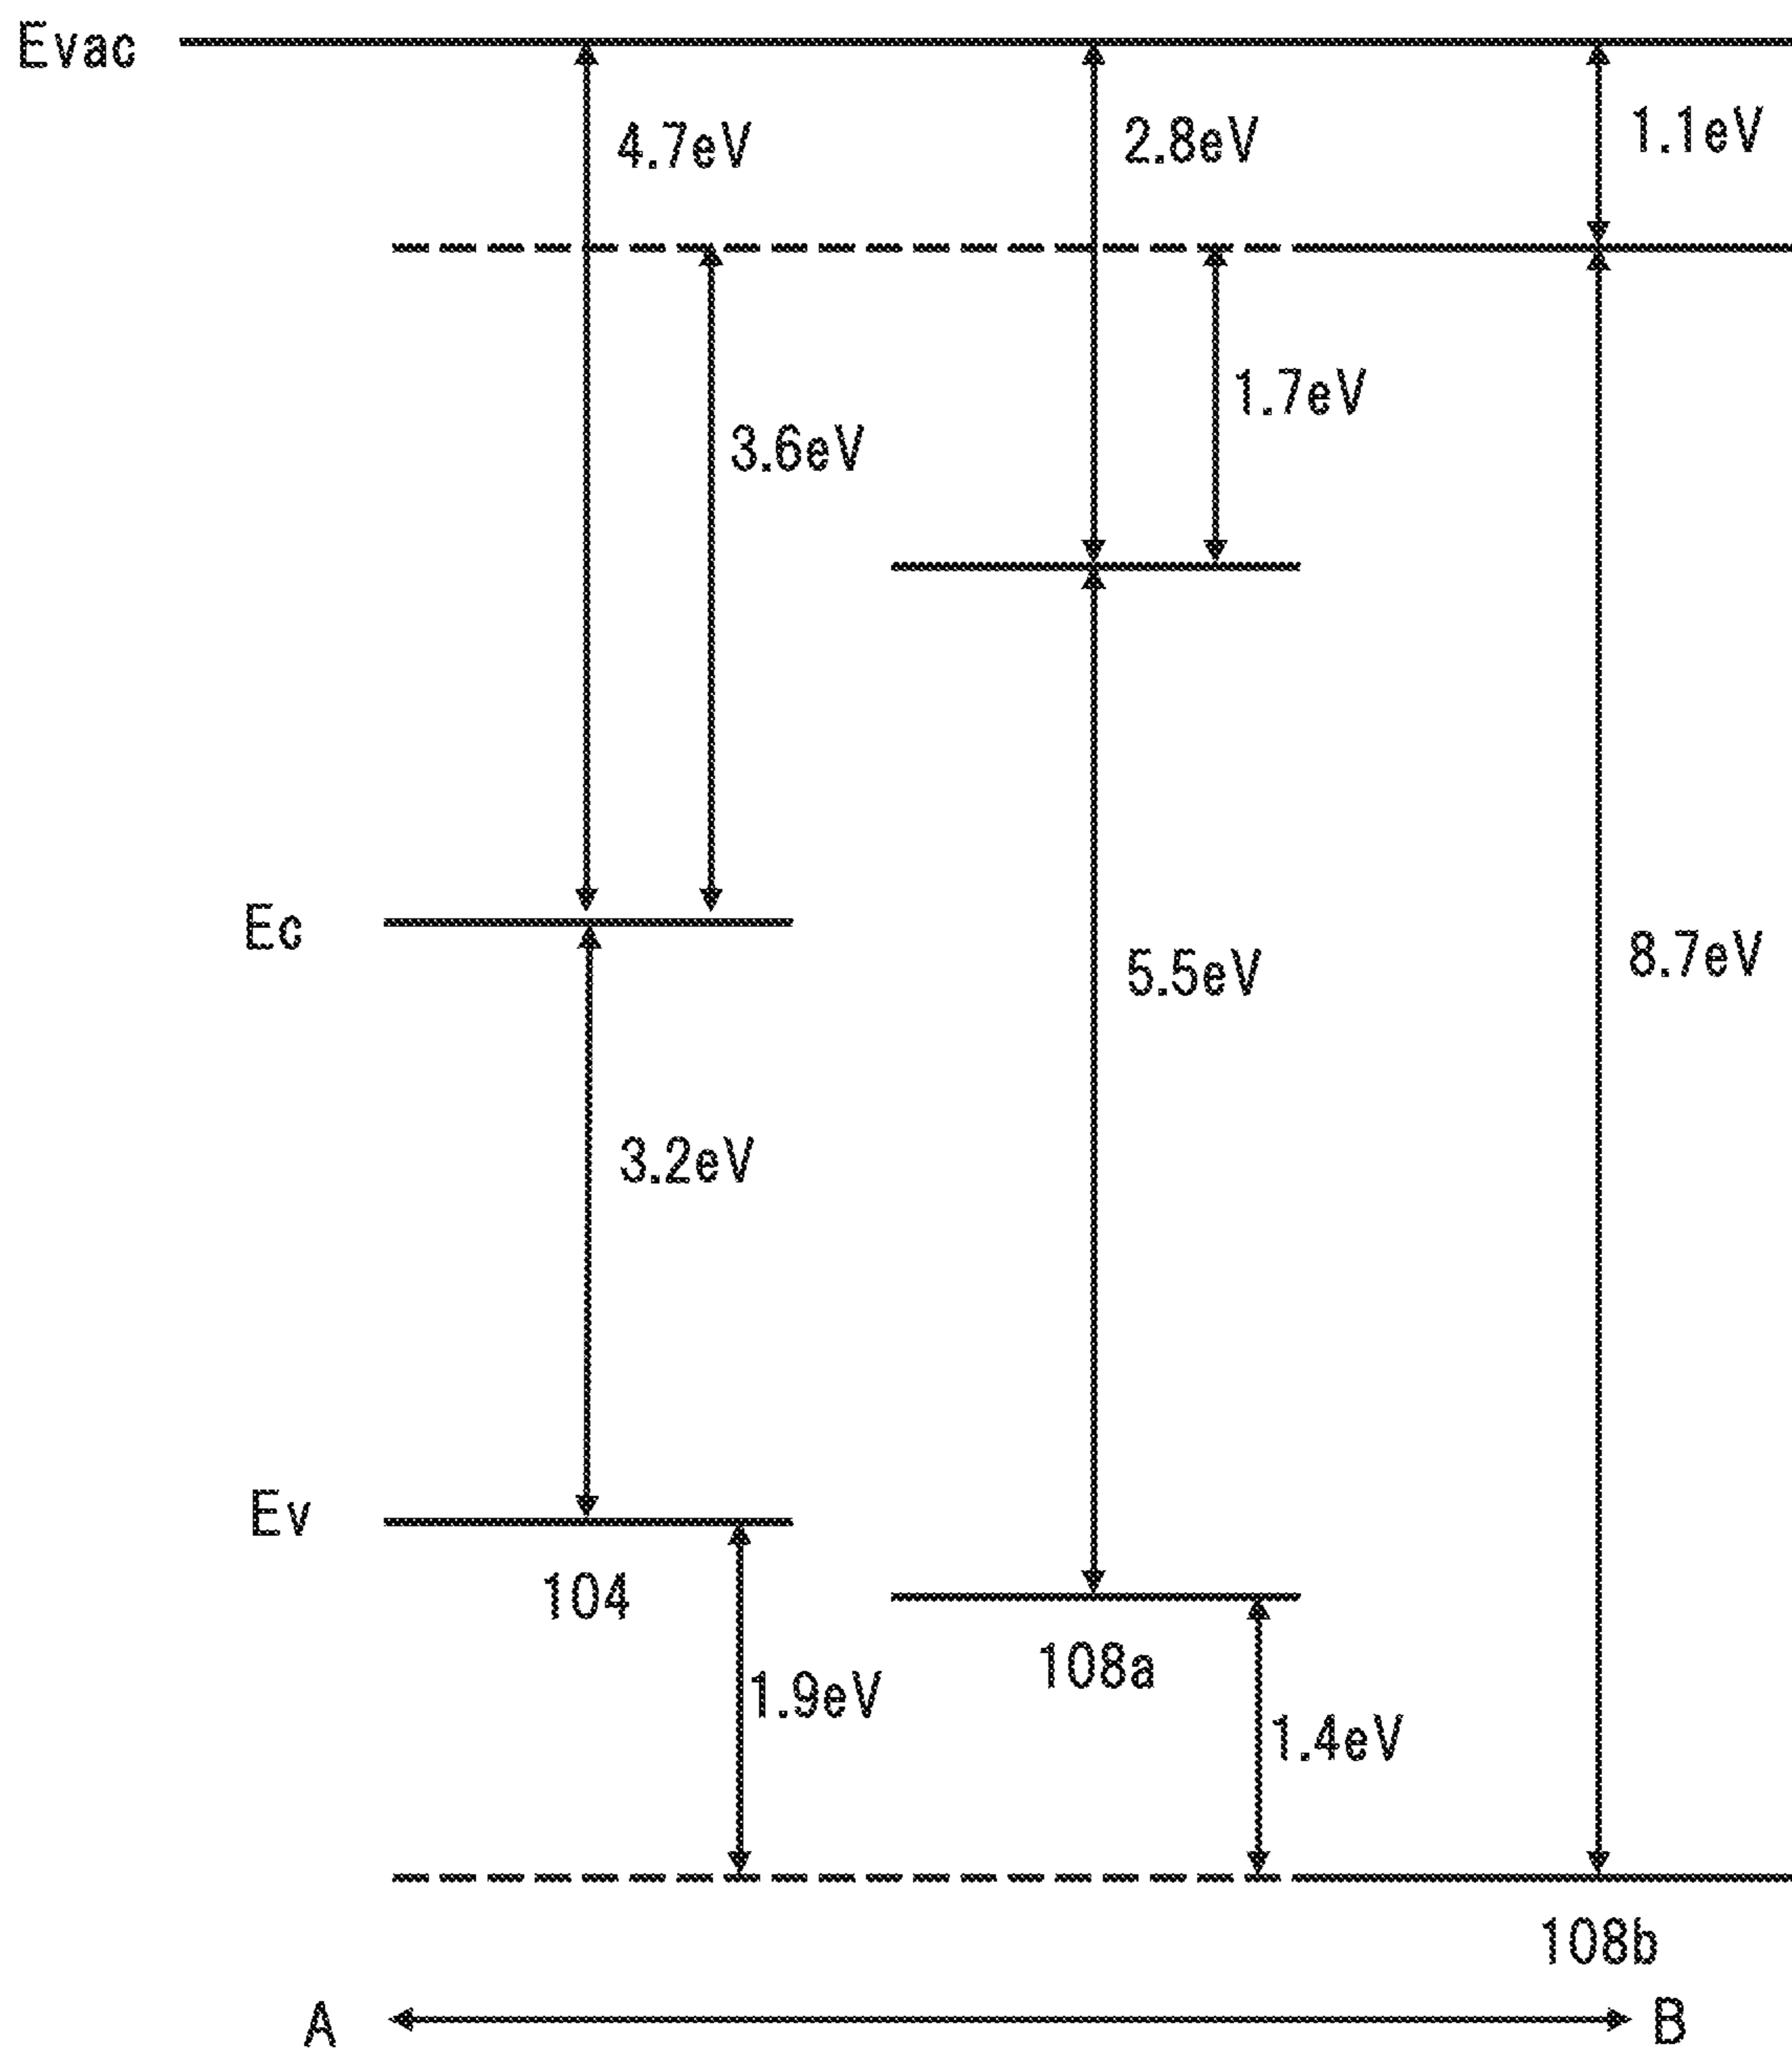 Evac
4.7eV
2.8eV
1.1eV
1.7eV
3.6eV
Ec
5.5eV
8.7eV
3.2eV
Ev
104
108a
1.9eV
1.4eV
108b
A
B